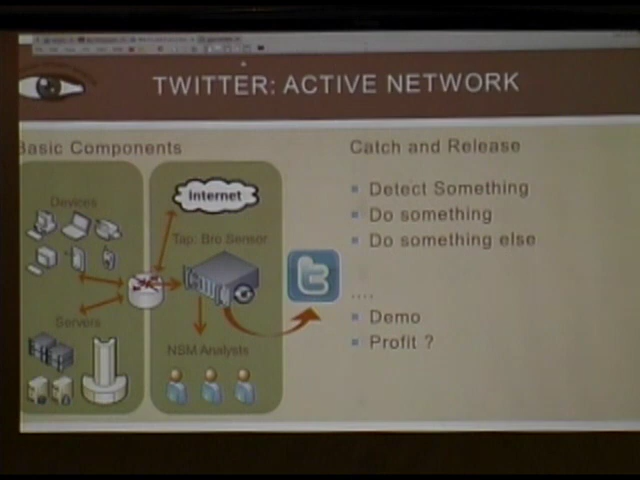 TWITTER: ACTIVE NETWORK
Basic Components
Devices
Servers
Internet
Tap: Bro Sensor
NSM Analysts
Catch and Release
Detect Something
Do something
Do something else
....
Demo
Profit ?